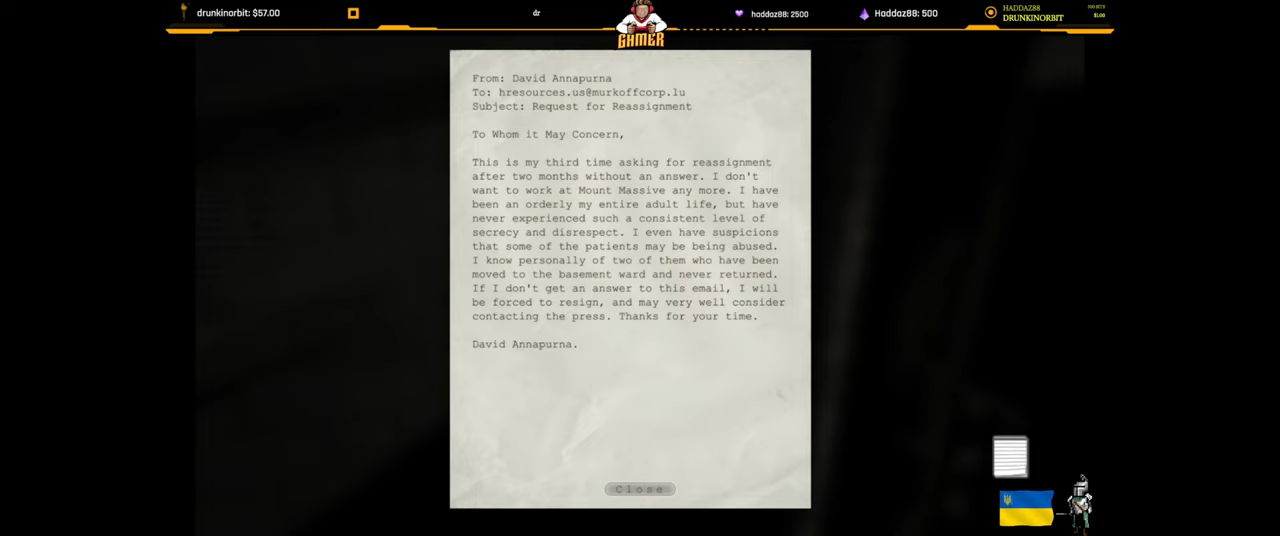 drunkinorbit: $57.00
dr
haddaz88: 2500
Haddaz88: 500
HADDAZ88
500 BITS
DRUNKINORBIT
$1.00
GAMER
From: David Annapurna
To: hresources.us@murkoffcorp.lu
Subject: Request for Reassignment
To Whom it May Concern,
This is my third time asking for reassignment
after two months without an answer. I don't
want to work at Mount Massive any more. I have
been an orderly my entire adult life, but have
never experienced such a consistent level of
secrecy and disrespect. I even have suspicions
that some of the patients may be being abused.
I know personally of two of them who have been
moved to the basement ward and never returned.
If I don't get an answer to this email, I will
be forced to resign, and may very well consider
contacting the press. Thanks for your time.
David Annapurna.
Close